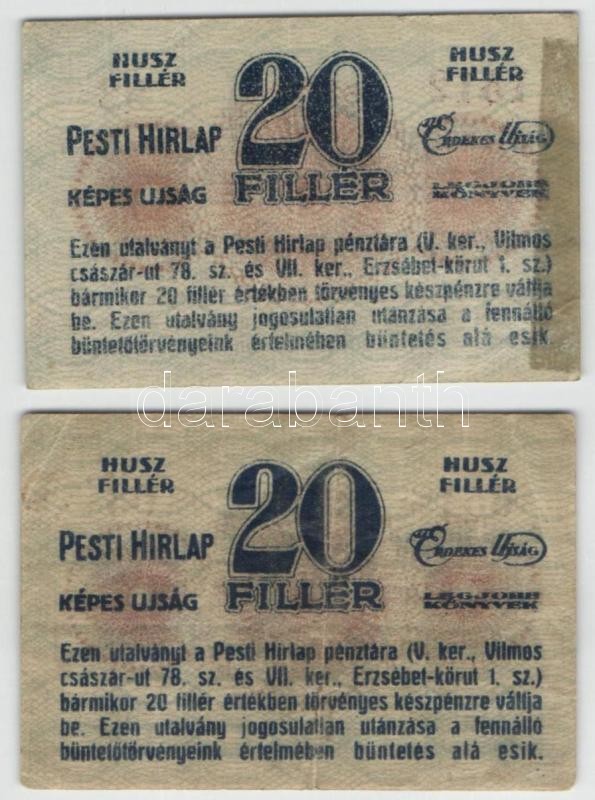 HUSZ FILLÉR
20 FILLÉR
HUSZ FILLÉR
PESTI HIRLAP
AZ ÉRDEKES UJSÁG
KÉPES UJSÁG
LEGJOBB KÖNYVEK
Ezen utalványt a Pesti Hirlap pénztára (V. ker., Vilmos
császár-ut 78. sz. és VII. ker., Erzsébet-körut 1. sz.)
bármikor 20 fillér értékben törvényes készpénzre váltja
be. Ezen utalvány jogosulatlan utánzása a fennálló
büntetőtörvényeink értelmében büntetés alá esik.
darabanth
HUSZ FILLÉR
20 FILLÉR
HUSZ FILLÉR
PESTI HIRLAP
AZ ÉRDEKES UJSÁG
KÉPES UJSÁG
LEGJOBB KÖNYVEK
Ezen utalványt a Pesti Hirlap pénztára (V. ker., Vilmos
császár-ut 78. sz. és VII. ker., Erzsébet-körut 1. sz.)
bármikor 20 fillér értékben törvényes készpénzre váltja
be. Ezen utalvány jogosulatlan utánzása a fennálló
büntetőtörvényeink értelmében büntetés alá esik.